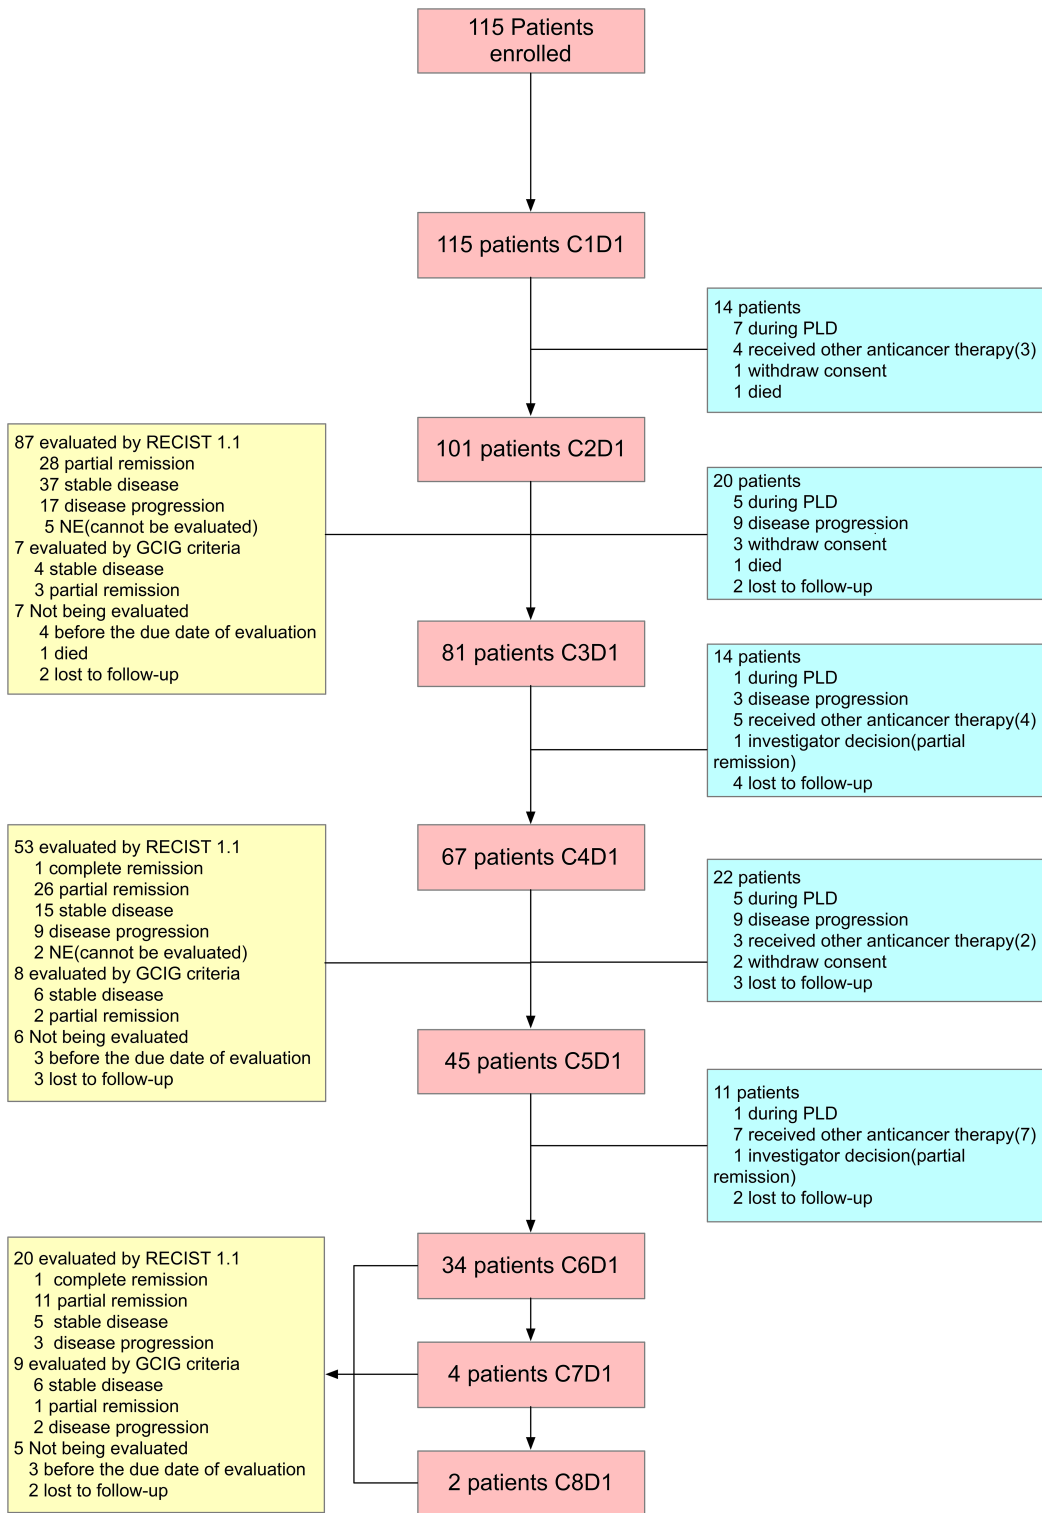 115 Patients
enrolled
115 patients C1D1
14 patients
7 during PLD
4 received other anticancer therapy(3)
1 withdraw consent
1 died
101 patients C2D1
87 evaluated by RECIST 1.1
28 partial remission
37 stable disease
17 disease progression
5 NE(cannot be evaluated)
7 evaluated by GCIG criteria
4 stable disease
3 partial remission
7 Not being evaluated
4 before the due date of evaluation
1 died
2 lost to follow-up
20 patients
5 during PLD
9 disease progression
3 withdraw consent
1 died
2 lost to follow-up
81 patients C3D1
14 patients
1 during PLD
3 disease progression
5 received other anticancer therapy(4)
1 investigator decision(partial
remission)
4 lost to follow-up
67 patients C4D1
53 evaluated by RECIST 1.1
1 complete remission
26 partial remission
15 stable disease
9 disease progression
2 NE(cannot be evaluated)
8 evaluated by GCIG criteria
6 stable disease
2 partial remission
6 Not being evaluated
3 before the due date of evaluation
3 lost to follow-up
22 patients
5 during PLD
9 disease progression
3 received other anticancer therapy(2)
2 withdraw consent
3 lost to follow-up
45 patients C5D1
11 patients
1 during PLD
7 received other anticancer therapy(7)
1 investigator decision(partial
remission)
2 lost to follow-up
34 patients C6D1
20 evaluated by RECIST 1.1
1 complete remission
11 partial remission
5 stable disease
3 disease progression
9 evaluated by GCIG criteria
6 stable disease
1 partial remission
2 disease progression
5 Not being evaluated
3 before the due date of evaluation
2 lost to follow-up
4 patients C7D1
2 patients C8D1